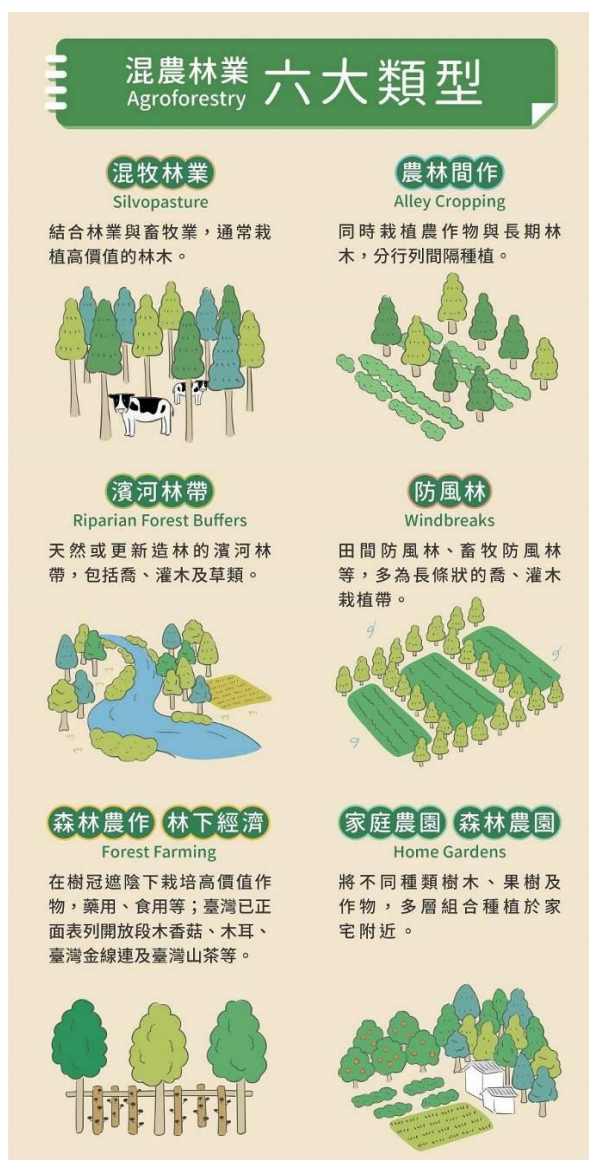 混農林業
Agroforestry
六大類型
混牧林業
Silvopasture
結合林業與畜牧業，通常栽
植高價值的林木。
農林間作
Alley Cropping
同時栽植農作物與長期林
木，分行列間隔種植。
濱河林帶
Riparian Forest Buffers
天然或更新造林的濱河林
帶，包括喬、灌木及草類。
防風林
Windbreaks
田間防風林、畜牧防風林
等，多為長條狀的喬、灌木
栽植帶。
森林農作 林下經濟
Forest Farming
在樹冠遮陰下栽培高價值作
物，藥用、食用等；臺灣已正
面表列開放段木香菇、木耳、
臺灣金線連及臺灣山茶等。
家庭農園 森林農園
Home Gardens
將不同種類樹木、果樹及
作物，多層組合種植於家
宅附近。